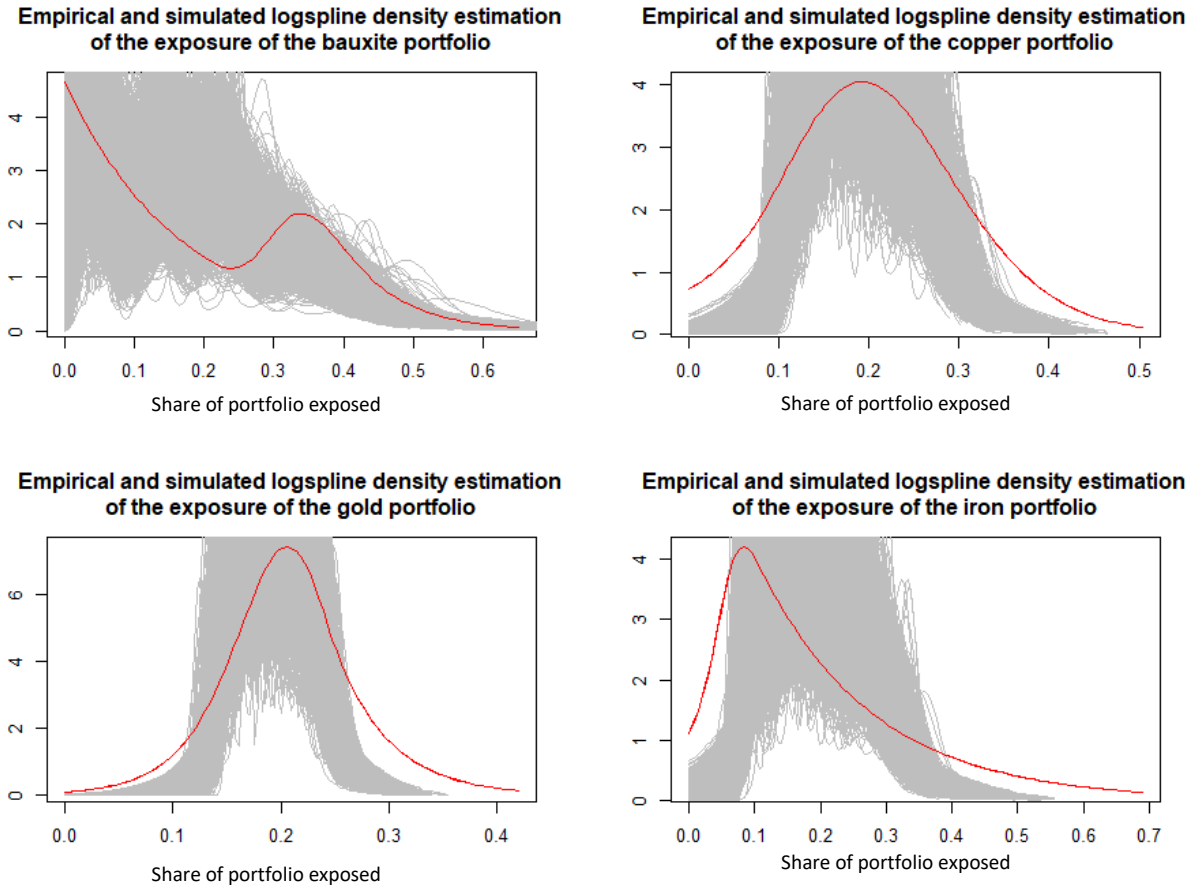 Empirical and simulated logspline density estimation
of the exposure of the bauxite portfolio
4
3
2
1
0
0.0 0.1 0.2 0.3 0.4 0.5 0.6
Share of portfolio exposed
Empirical and simulated logspline density estimation
of the exposure of the copper portfolio
4
3
2
1
0
0.0 0.1 0.2 0.3 0.4 0.5
Share of portfolio exposed
Empirical and simulated logspline density estimation
of the exposure of the gold portfolio
6
4
2
0
0.0 0.1 0.2 0.3 0.4
Share of portfolio exposed
Empirical and simulated logspline density estimation
of the exposure of the iron portfolio
4
3
2
1
0
0.0 0.1 0.2 0.3 0.4 0.5 0.6 0.7
Share of portfolio exposed